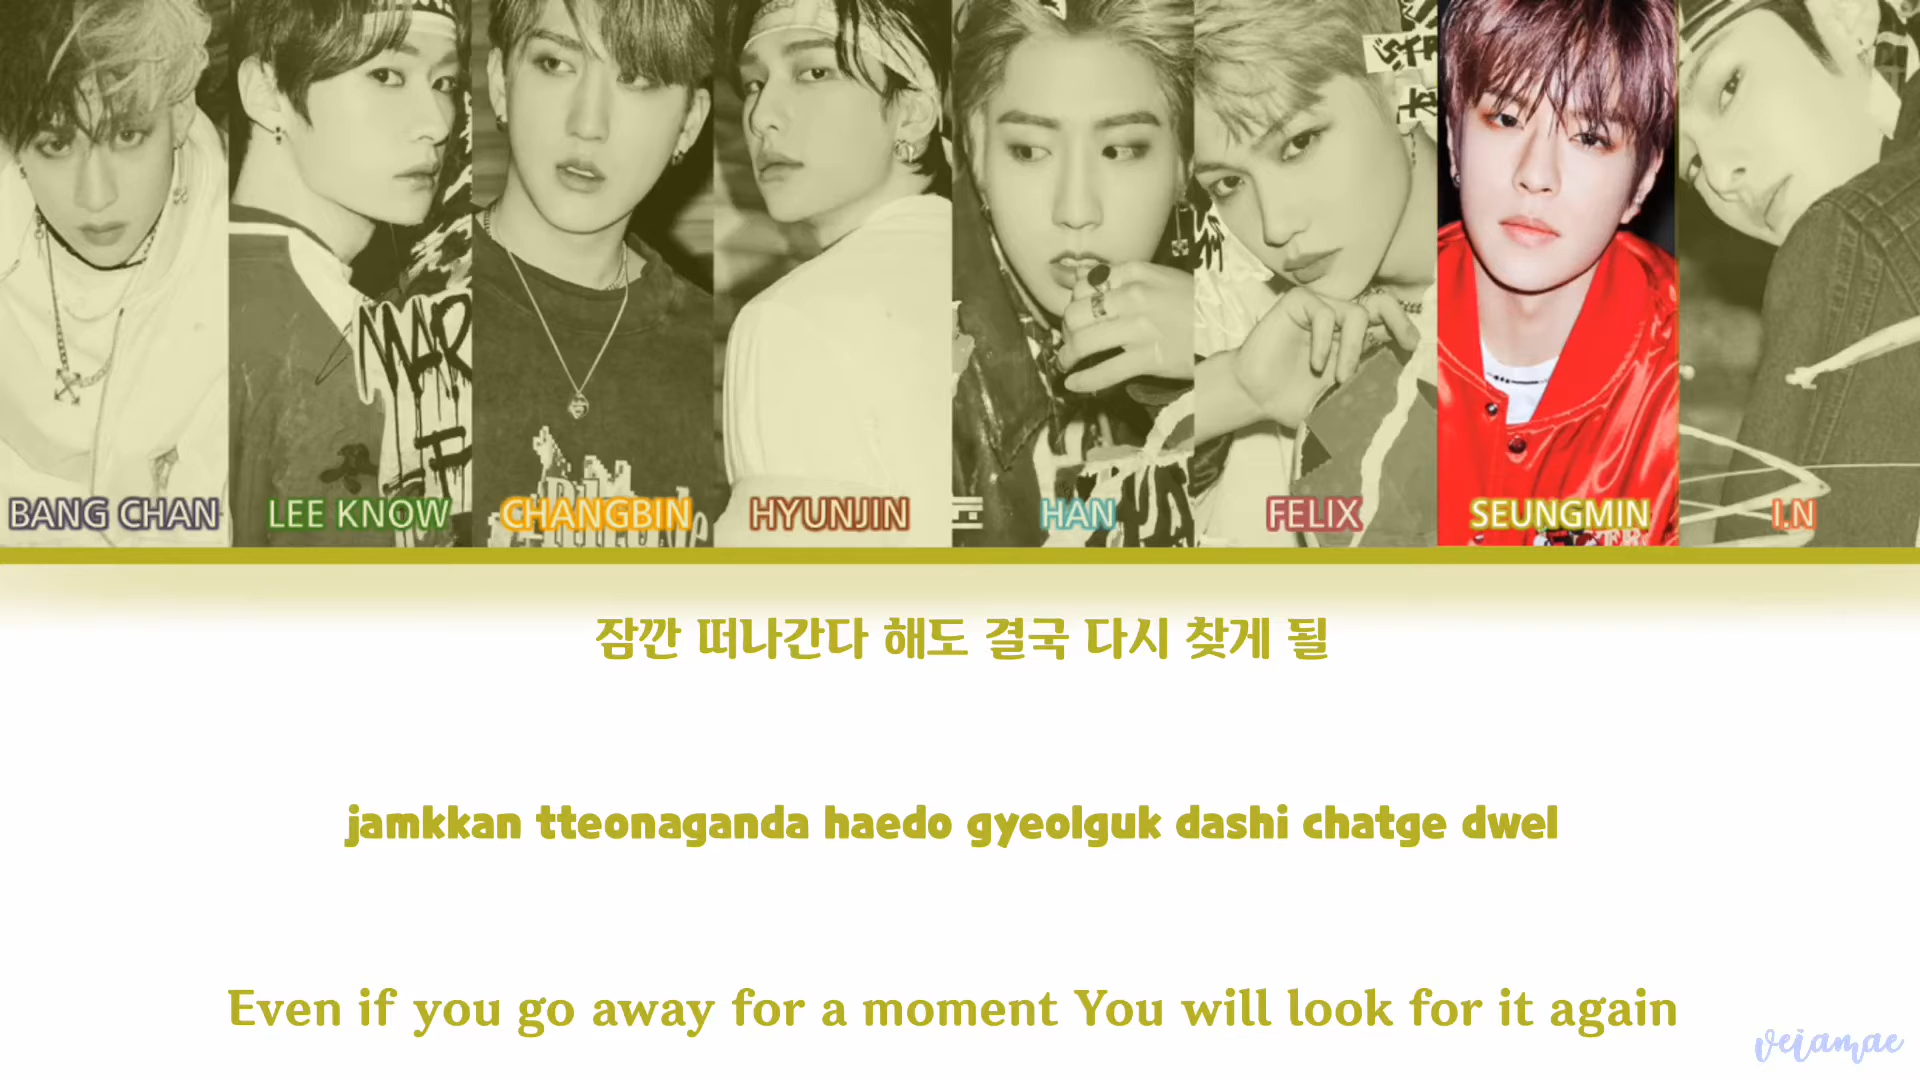 BANG CHAN LEE KNOW CHANGBIN HYUNJIN HAN FELIX SEUNGMIN I.N
잠깐 떠나간다 해도 결국 다시 찾게 될
jamkkan tteonaganda haedo gyeolguk dashi chatge dwel
Even if you go away for a moment You will look for it again
veiamae